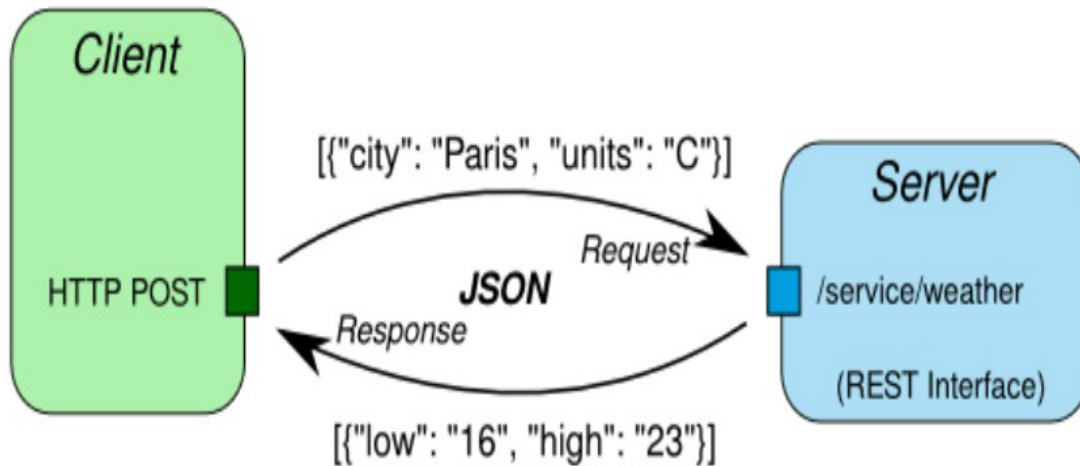 Client
HTTP POST
[{"city": "Paris", "units": "C"}]
Request
JSON
Response
[{"low": "16", "high": "23"}]
Server
/service/weather
(REST Interface)